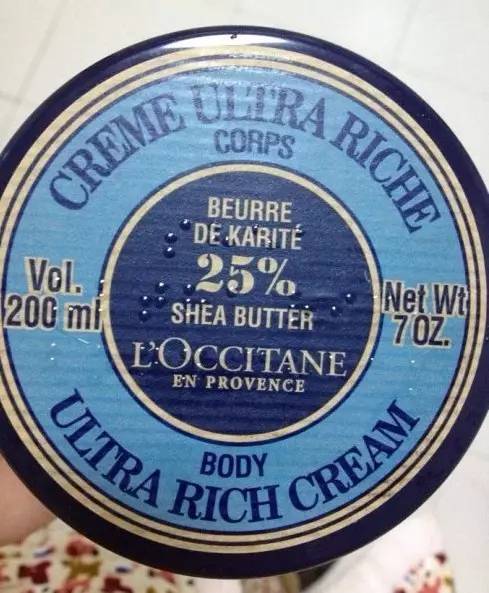 CREME ULTRA RICHE
CORPS
BEURRE
DE KARITÉ
25%
SHEA BUTTER
L'OCCITANE
EN PROVENCE
Vol.
200 ml
Net Wt
7 OZ.
BODY
ULTRA RICH CREAM